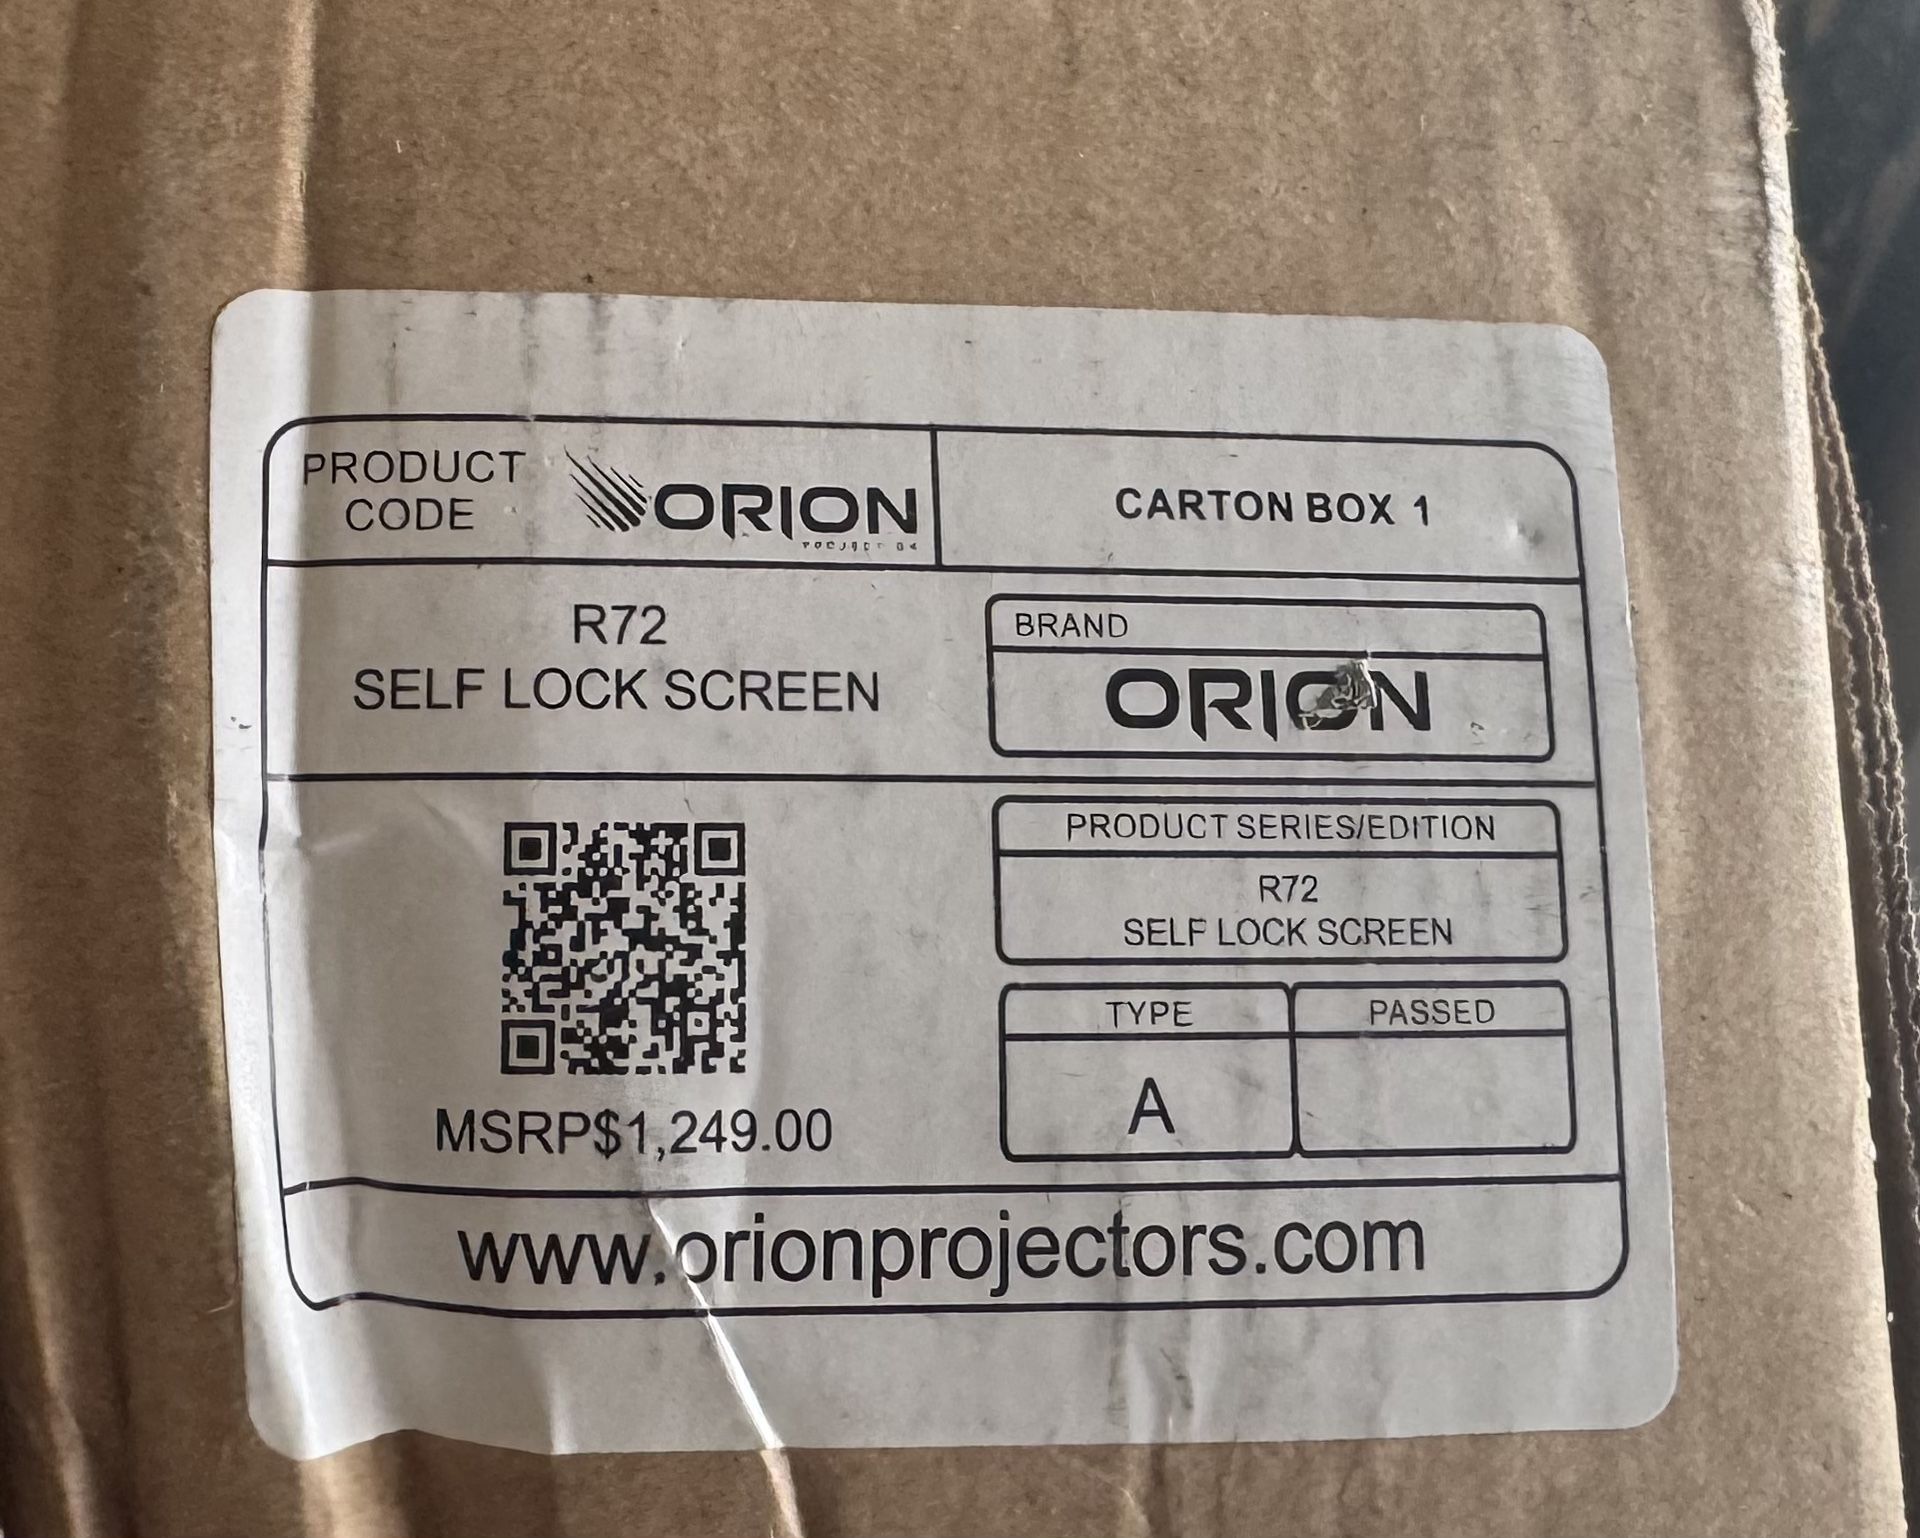 PRODUCT
CODE
ORION
CARTON BOX 1
R72
SELF LOCK SCREEN
BRAND
ORION
PRODUCT SERIES/EDITION
R72
SELF LOCK SCREEN
TYPE
PASSED
A
MSRP$1,249.00
www.orionprojectors.com